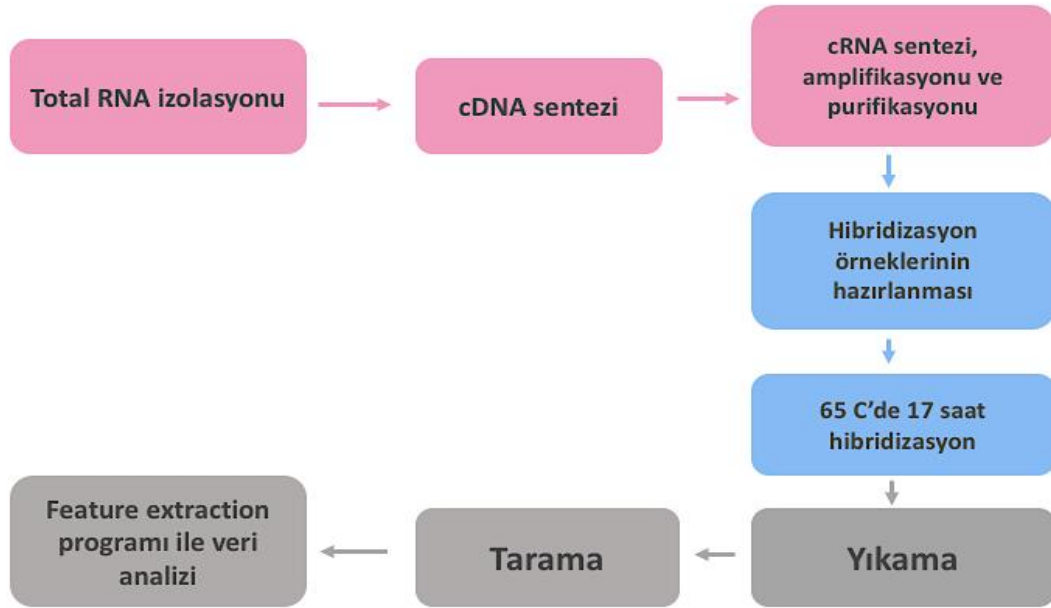 Total RNA izolasyonu
cDNA sentezi
cRNA sentezi,
amplifikasyonu ve
purifikasyonu
Hibridizasyon
örneklerinin
hazırlanması
65 C’de 17 saat
hibridizasyon
Yıkama
Tarama
Feature extraction
programı ile veri
analizi